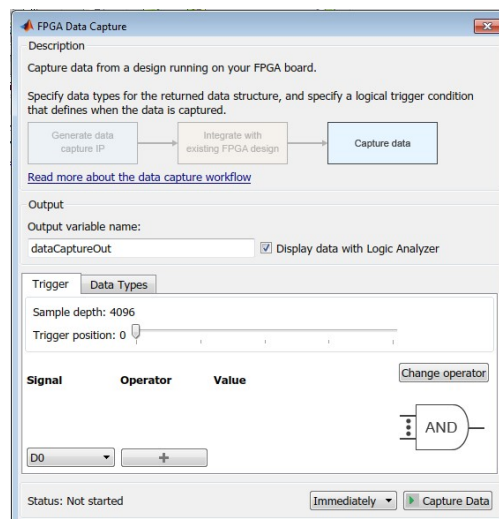 FPGA Data Capture
Description
Capture data from a design running on your FPGA board.
Specify data types for the returned data structure, and specify a logical trigger condition
that defines when the data is captured.
Generate data
capture IP
Integrate with
existing FPGA design
Capture data
Read more about the data capture workflow
Output
Output variable name:
dataCaptureOut
Display data with Logic Analyzer
Trigger
Data Types
Sample depth: 4096
Trigger position: 0
Signal
Operator
Value
Change operator
AND
D0
+
Status: Not started
Immediately
Capture Data